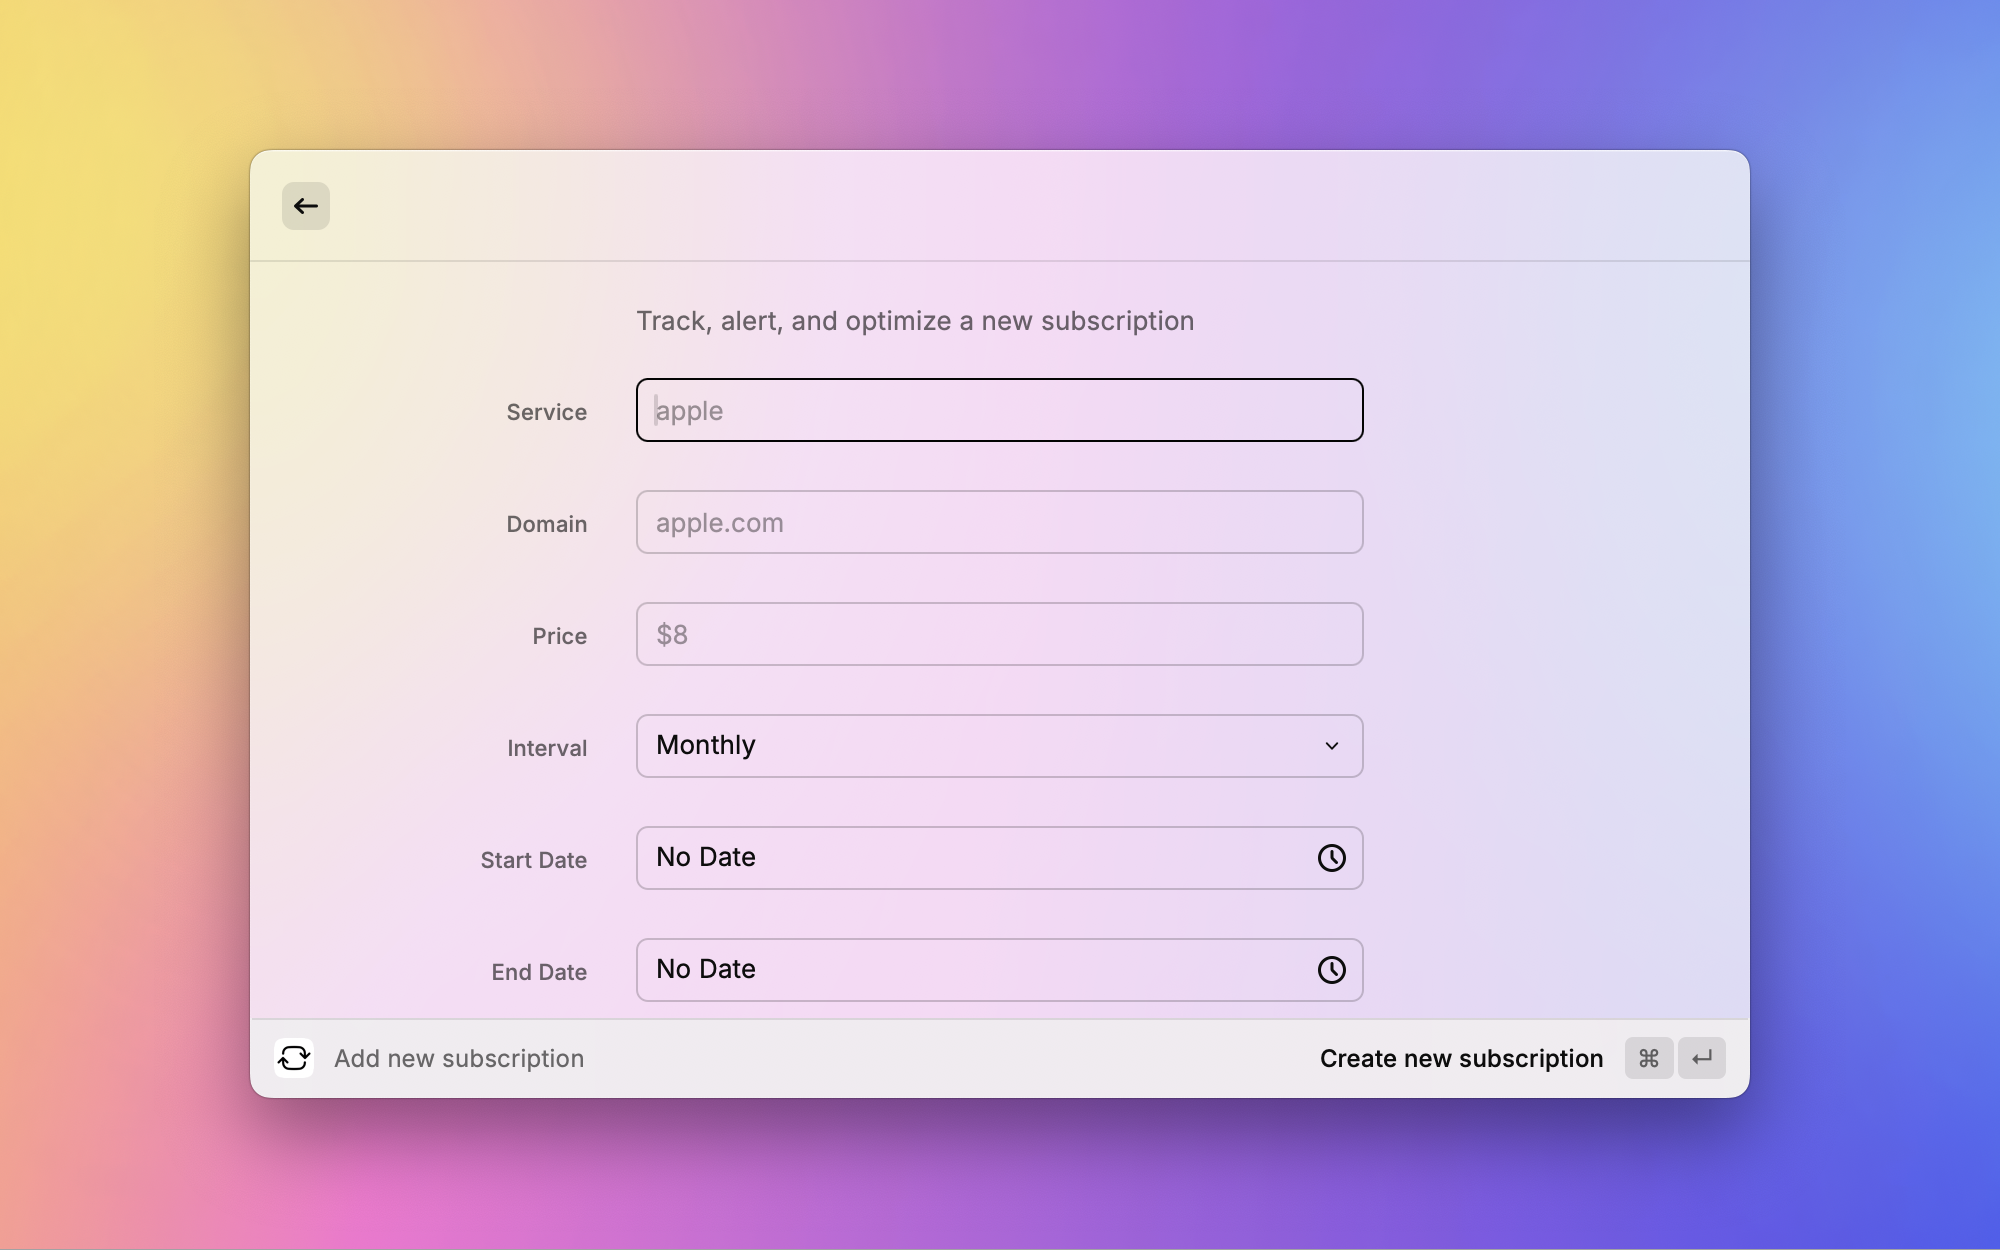 Track, alert, and optimize a new subscription
Service
apple
Domain
apple.com
Price
$8
Interval
Monthly
Start Date
No Date
End Date
No Date
Add new subscription
Create new subscription ⌘ ↵